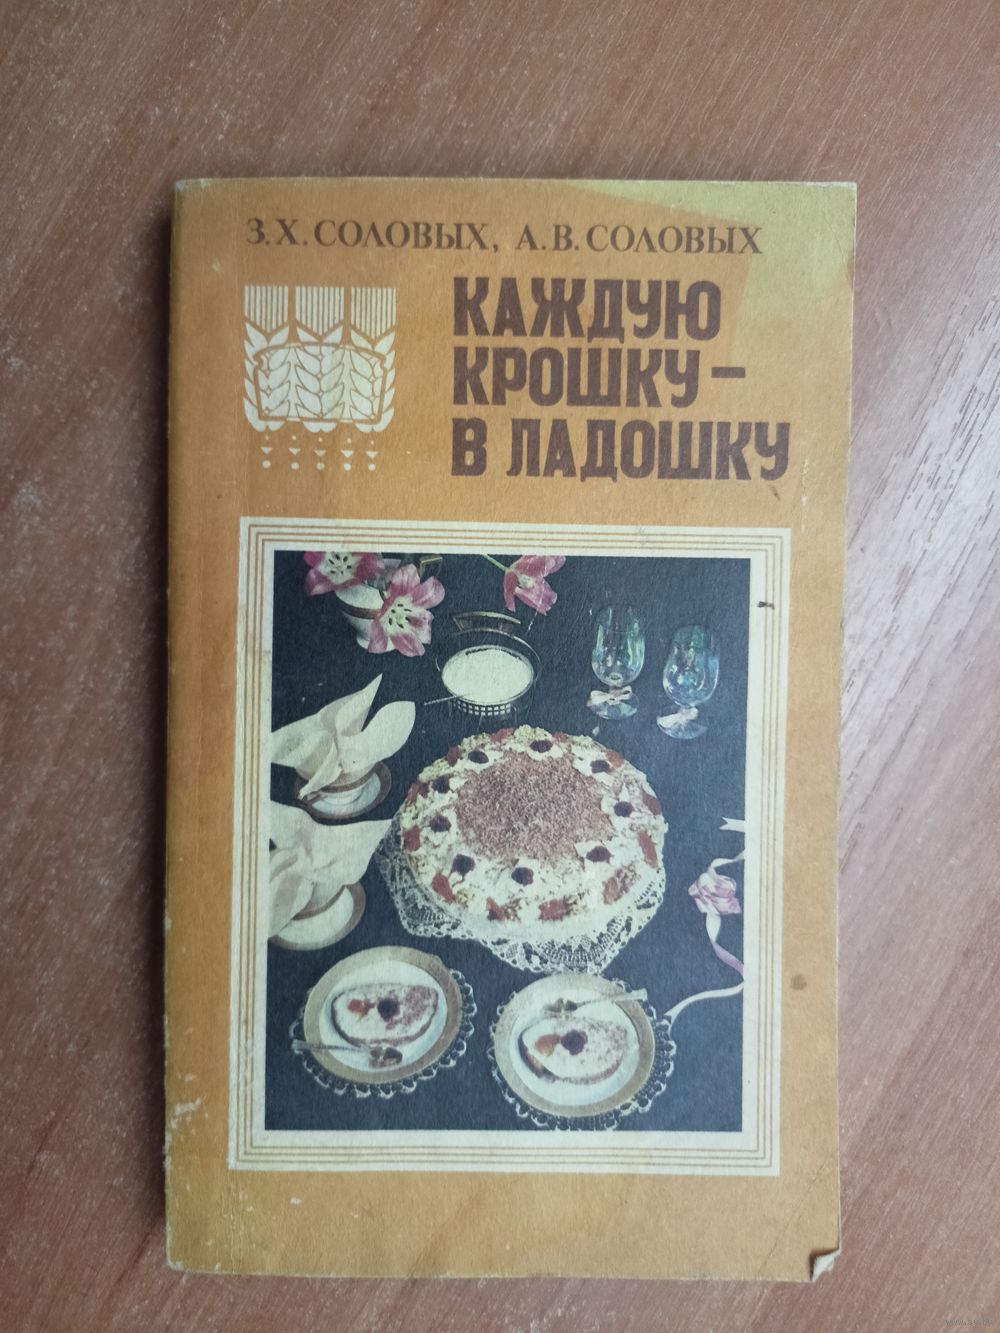 З.Х. СОЛОВЫХ, А.В. СОЛОВЫХ
КАЖДУЮ
КРОШКУ –
В ЛАДОШКУ